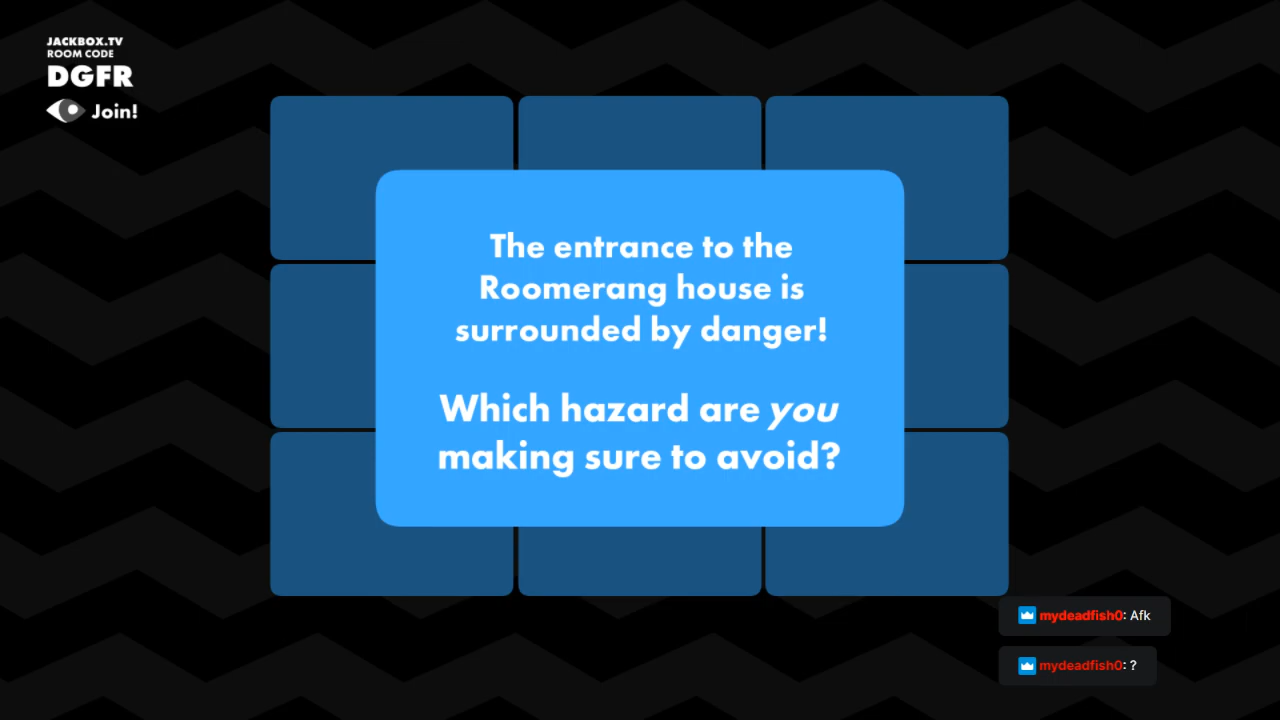 JACKBOX.TV
ROOM CODE
DGFR
Join!
The entrance to the
Roomerang house is
surrounded by danger!
Which hazard are you
making sure to avoid?
mydeadfish0: Afk
mydeadfish0: ?